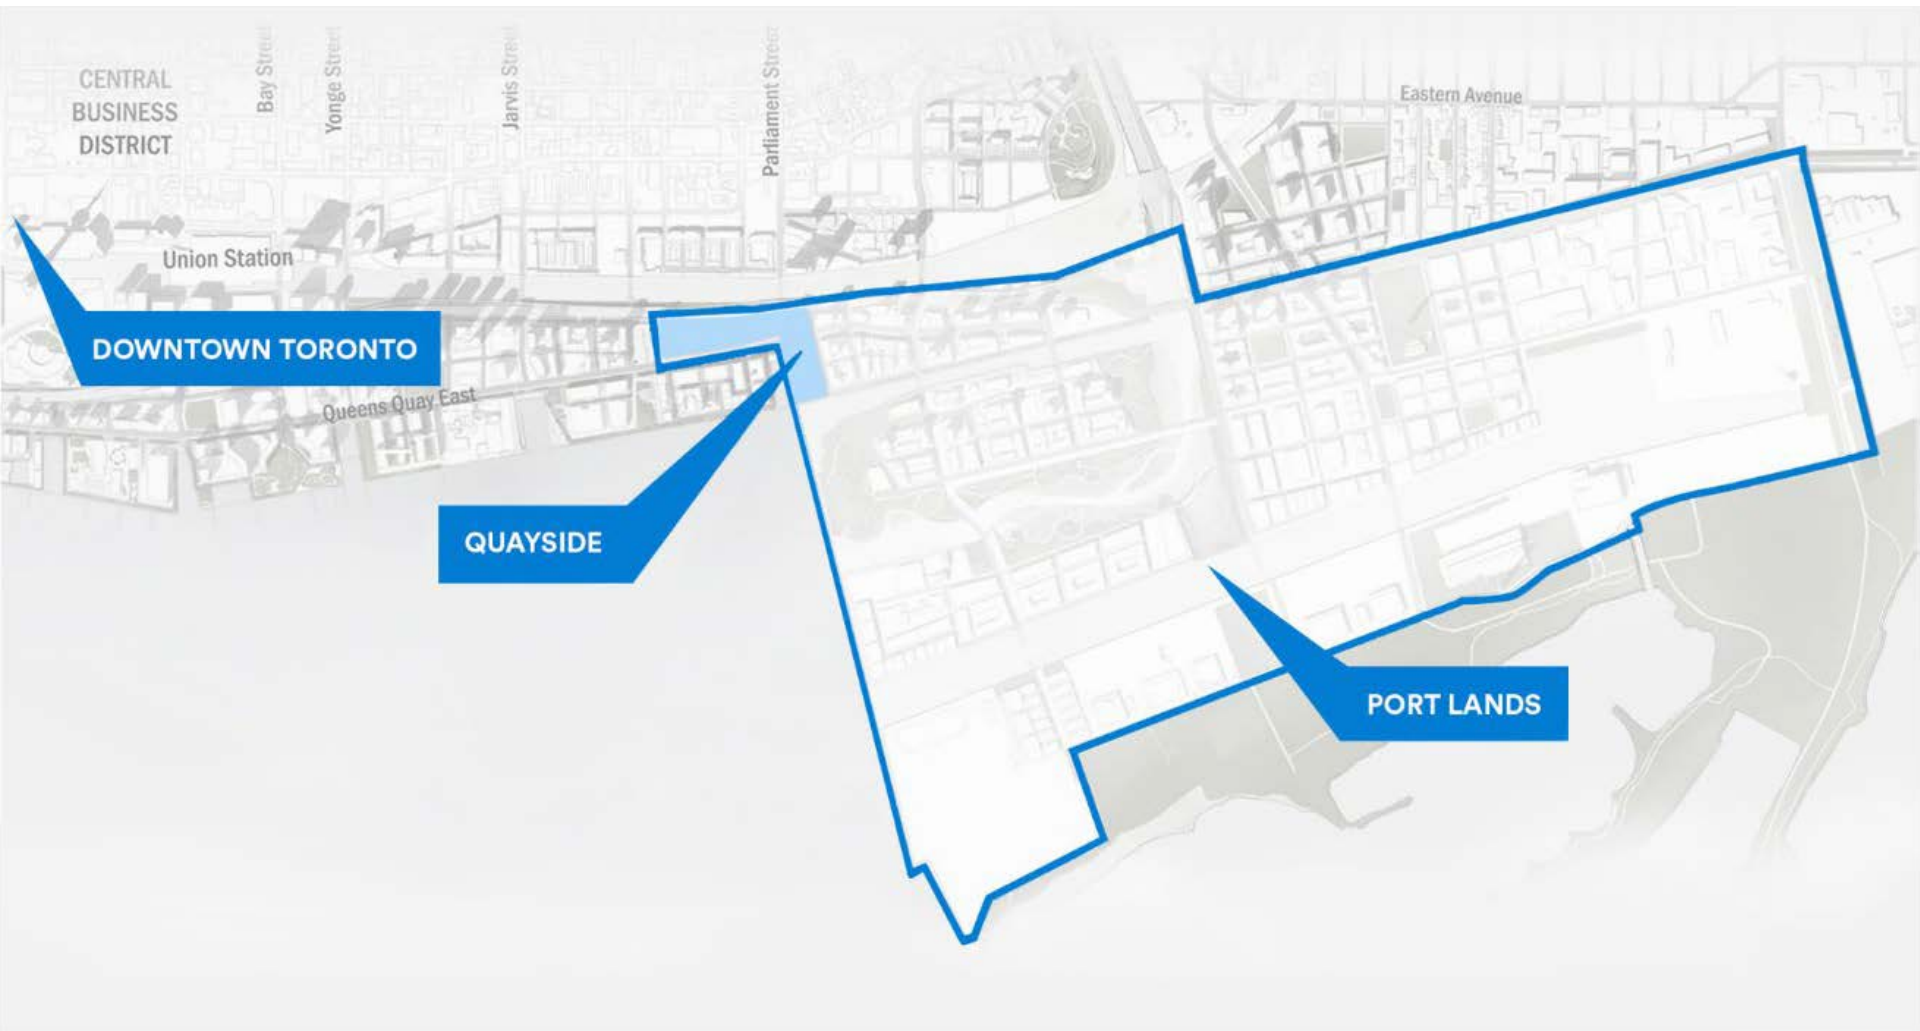 CENTRAL
BUSINESS
DISTRICT
Bay Street
Yonge Street
Jarvis Street
Parliament Street
Eastern Avenue
Union Station
DOWNTOWN TORONTO
Queens Quay East
QUAYSIDE
PORT LANDS